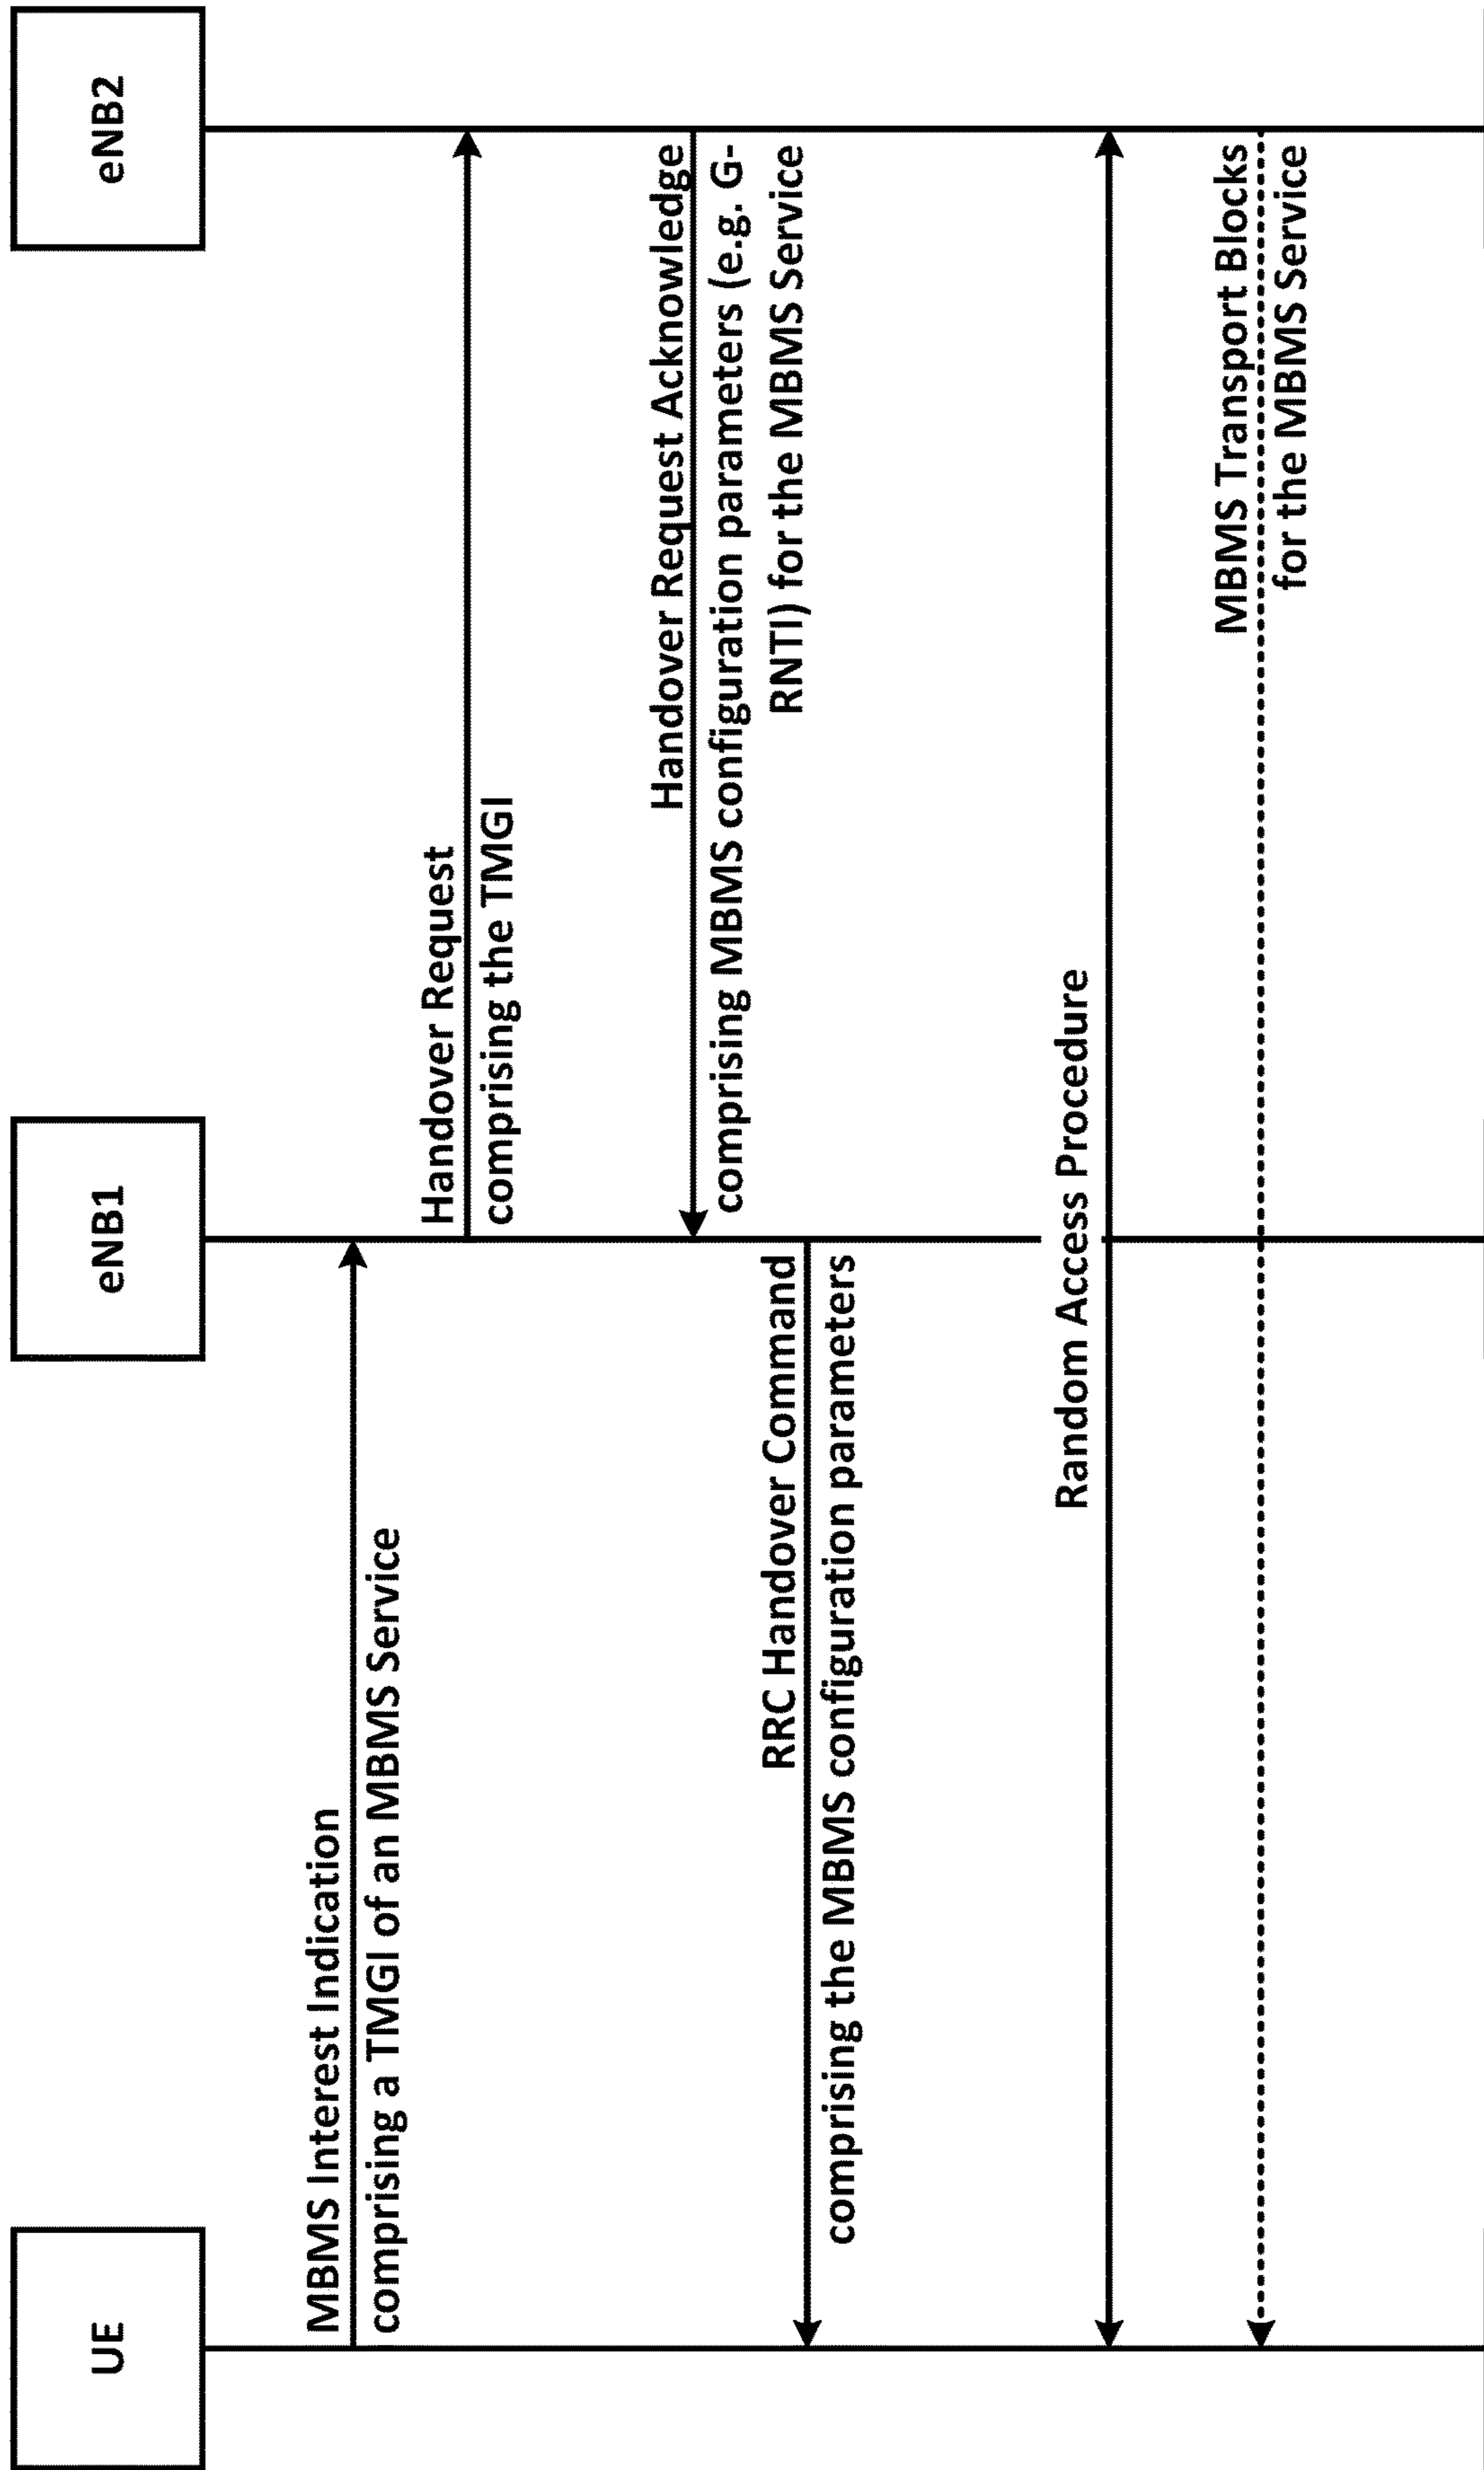 UE
eNB1
eNB2
MBMS Interest Indication
comprising a TMGI of an MBMS Service
Handover Request
comprising the TMGI
Handover Request Acknowledge
comprising MBMS configuration parameters (e.g. G-
RNTI) for the MBMS Service
RRC Handover Command
comprising the MBMS configuration parameters
Random Access Procedure
MBMS Transport Blocks
for the MBMS Service